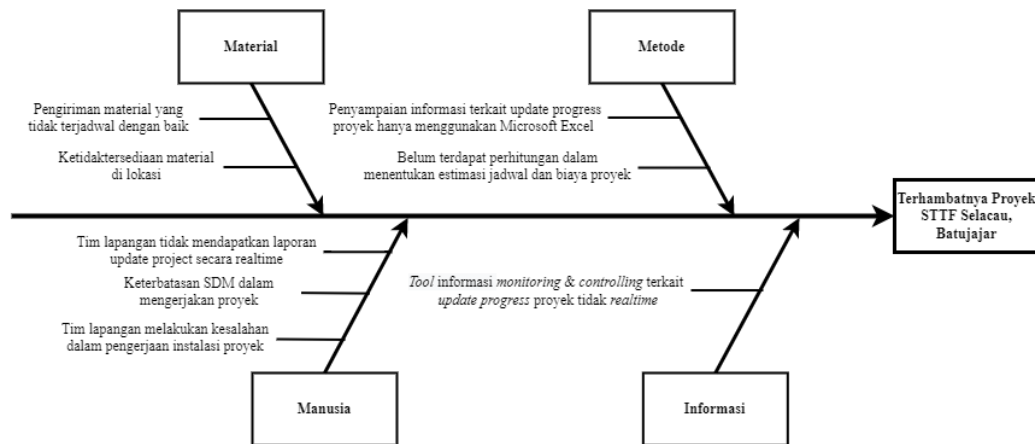 Material
Metode
Pengiriman material yang
tidak terjadwal dengan baik
Ketidaktersediaan material
di lokasi
Penyampaian informasi terkait update progress
proyek hanya menggunakan Microsoft Excel
Belum terdapat perhitungan dalam
menentukan estimasi jadwal dan biaya proyek
Terhambatnya Proyek
STTF Selacau,
Batujajar
Tim lapangan tidak mendapatkan laporan
update project secara realtime
Keterbatasan SDM dalam
mengerjakan proyek
Tim lapangan melakukan kesalahan
dalam pengerjaan instalasi proyek
Tool informasi monitoring & controlling terkait
update progress proyek tidak realtime
Manusia
Informasi